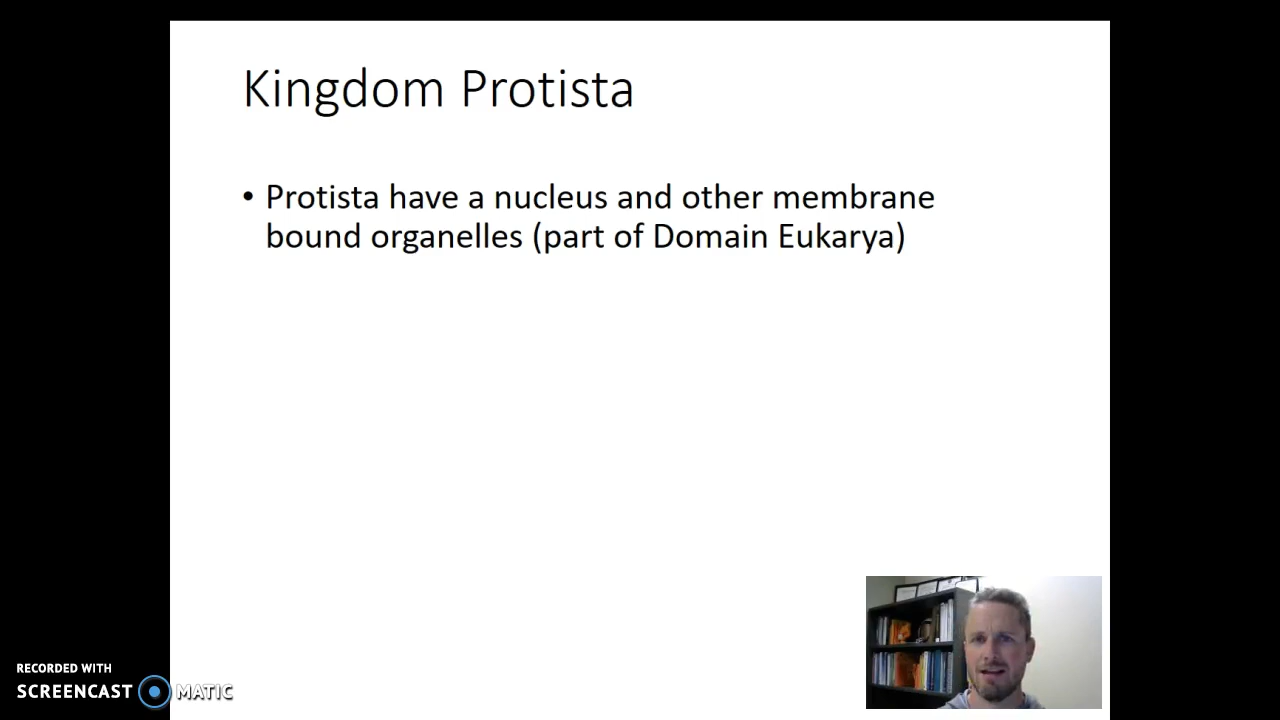 Kingdom Protista
• Protista have a nucleus and other membrane
bound organelles (part of Domain Eukarya)
RECORDED WITH
SCREENCAST MATIC